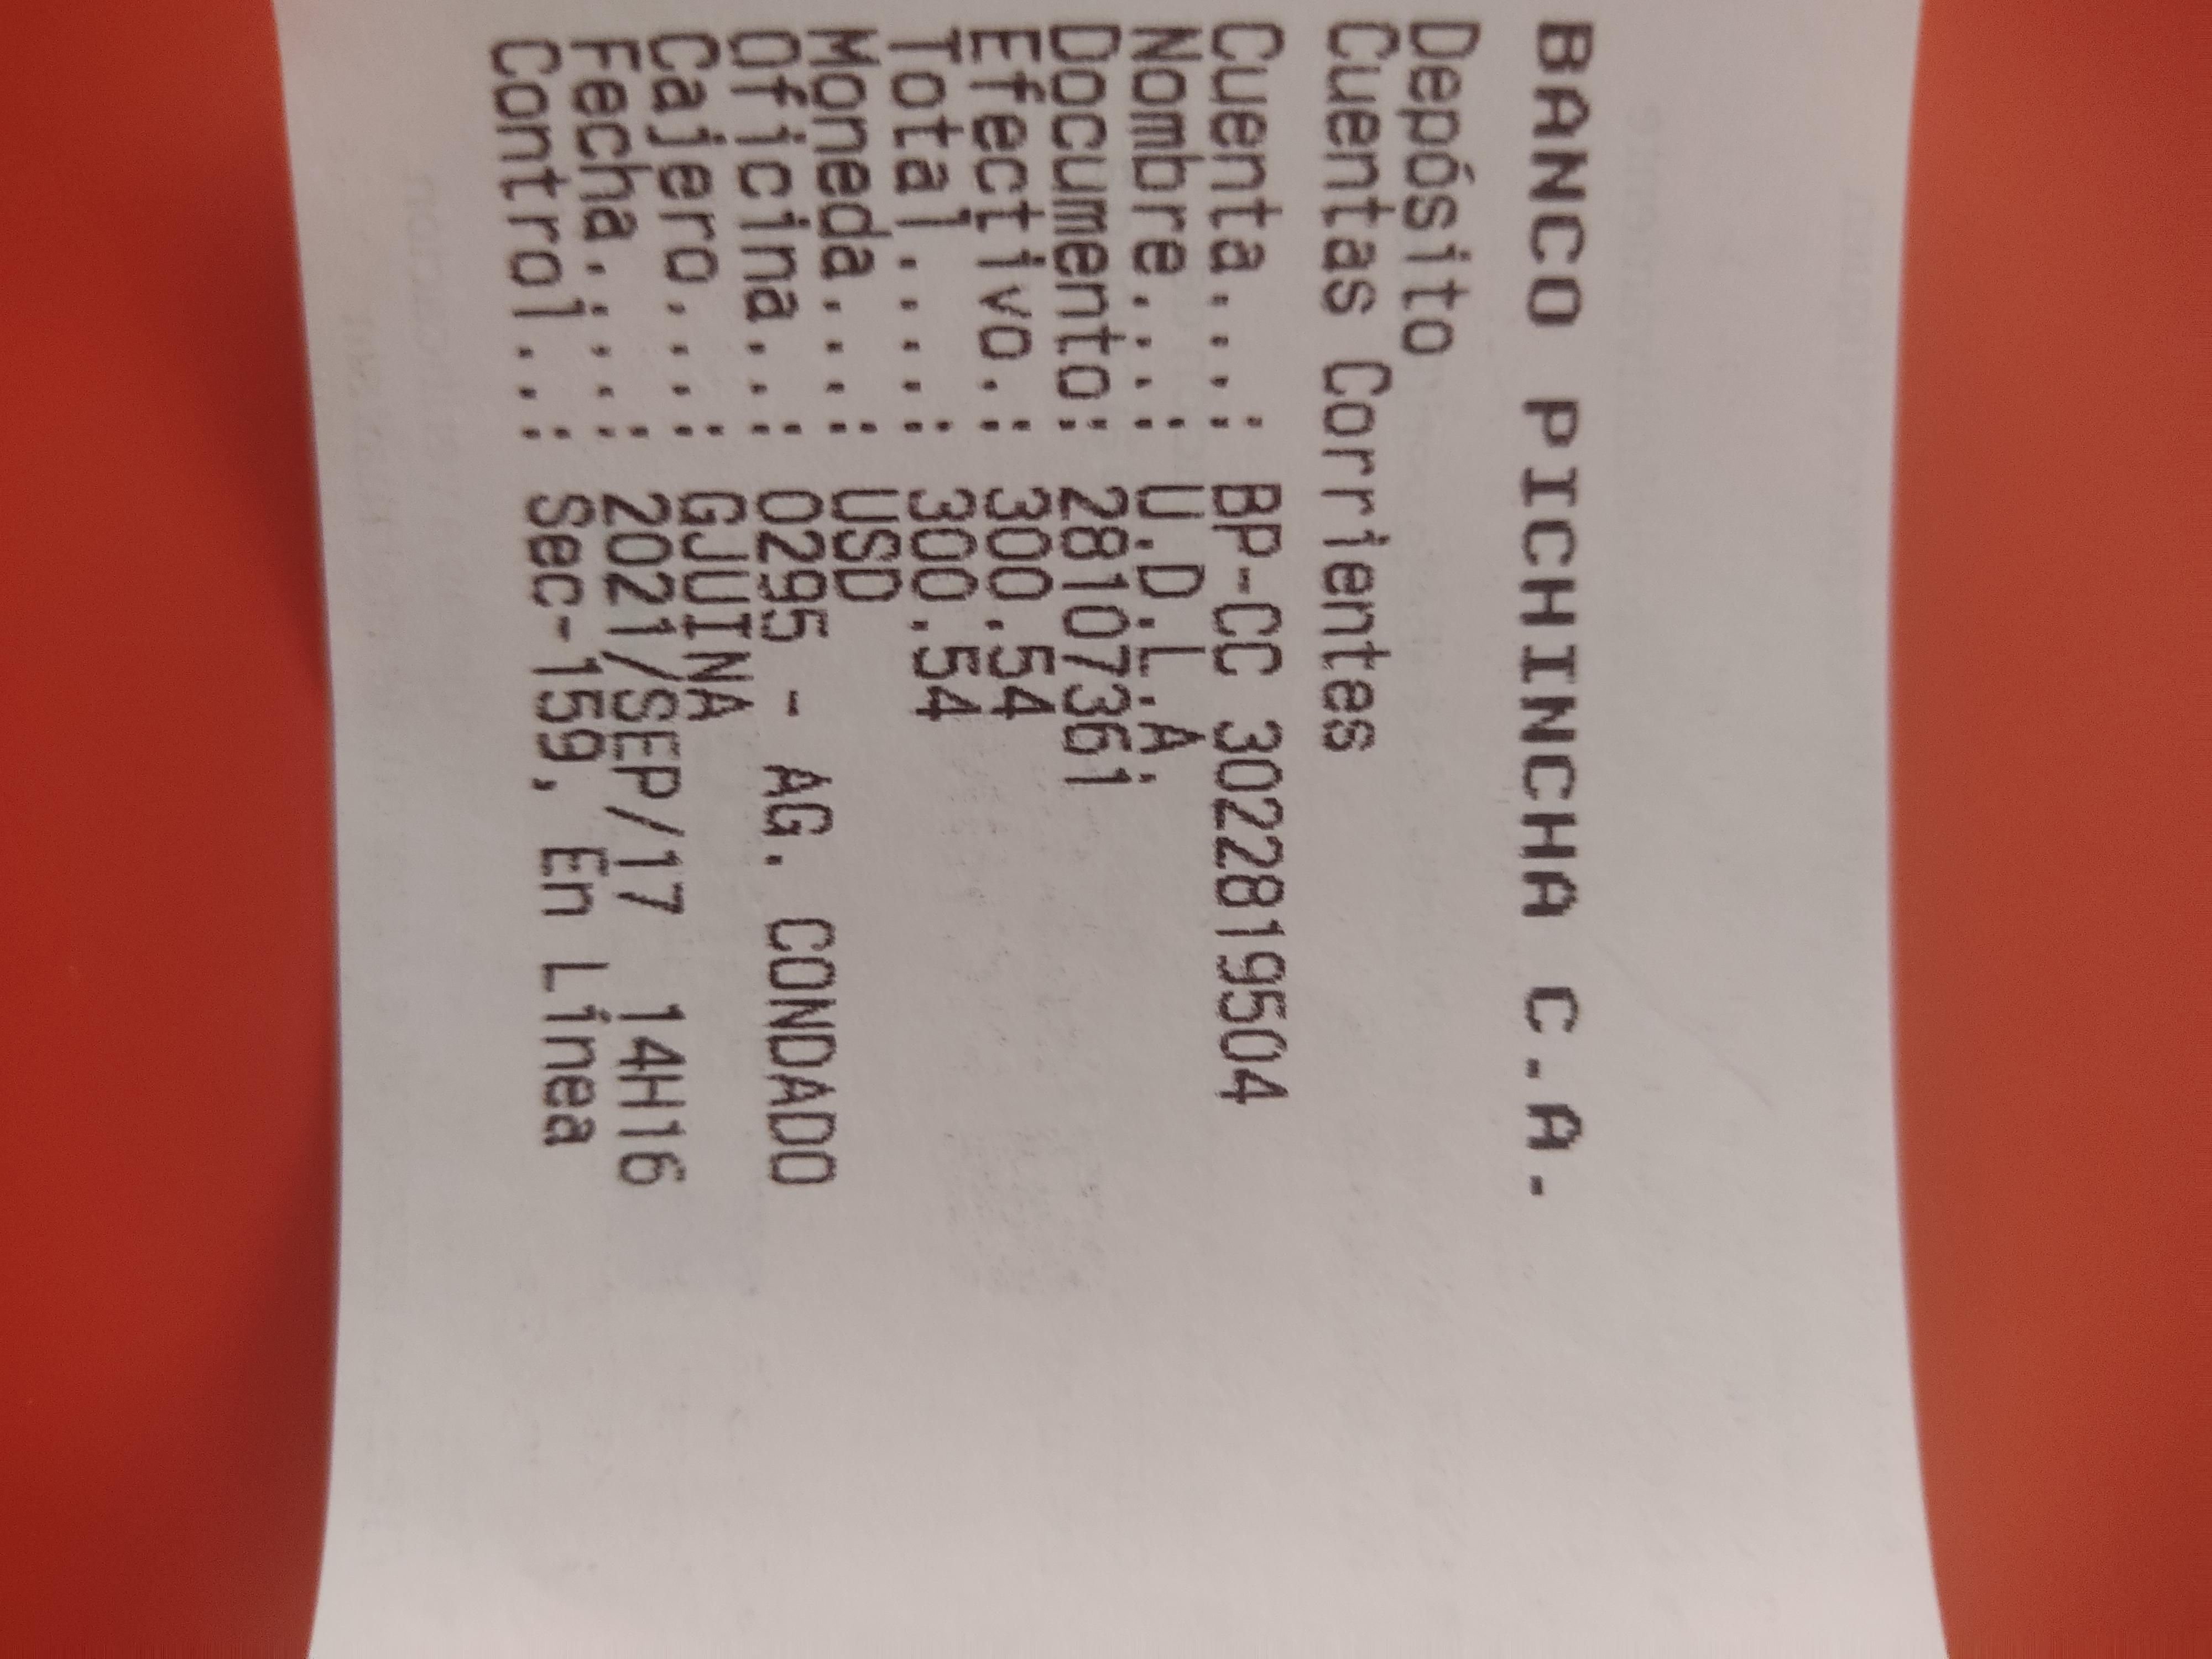 BANCO PICHINCHA C.A.
Depósito
Cuentas Corrientes
Cuenta....: BP-CC 3022819504
Nombre....: U.D.L.A.
Documento: 28107361
Efectivo.: 300.54
Total.....: 300.54
Moneda....: USD
Oficina...: 0295 - AG. CONDADO
Cajero....: GJUINA
Fecha.....: 2021/SEP/17 14H16
Control...: Sec-159, En Línea